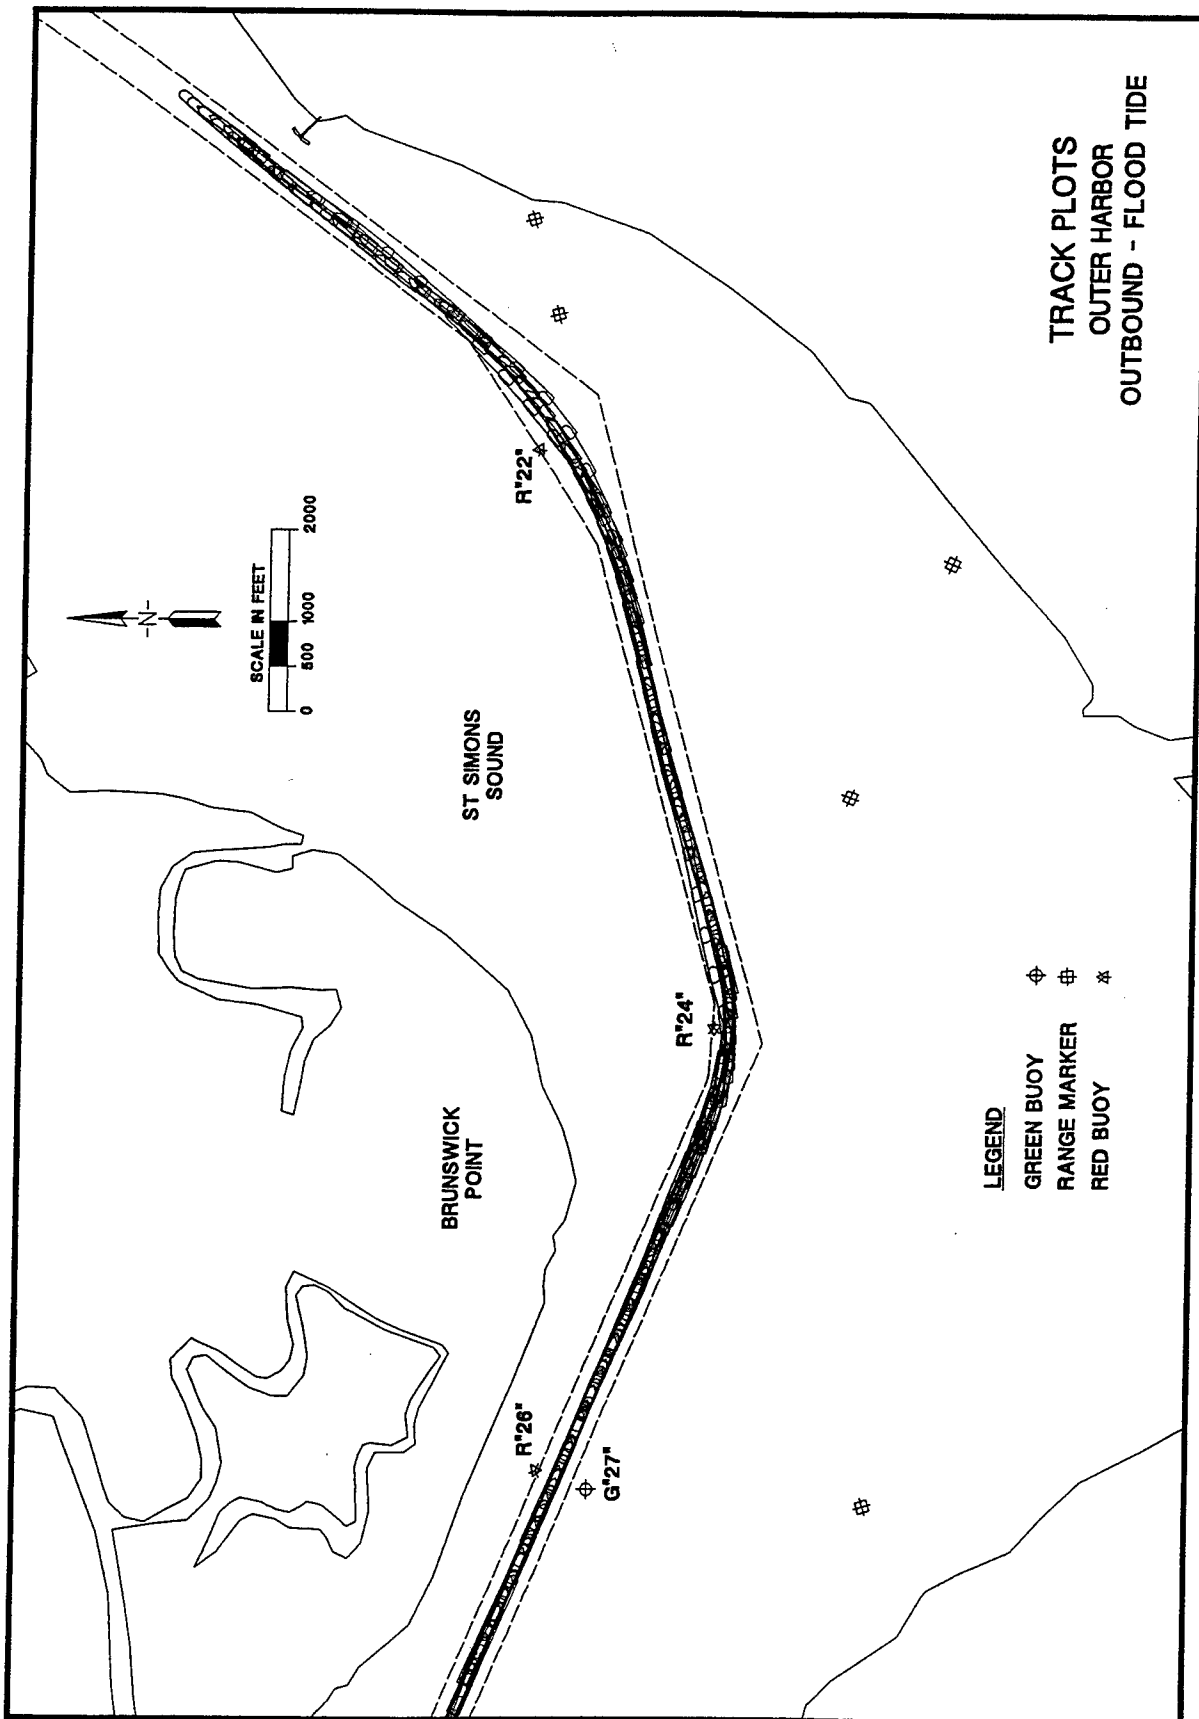 TRACK PLOTS
OUTER HARBOR
OUTBOUND - FLOOD TIDE
-N-
SCALE IN FEET
0 500 1000 2000
ST SIMONS
SOUND
BRUNSWICK
POINT
R"22"
R"24"
R"26"
G"27"
LEGEND
GREEN BUOY
RANGE MARKER
RED BUOY